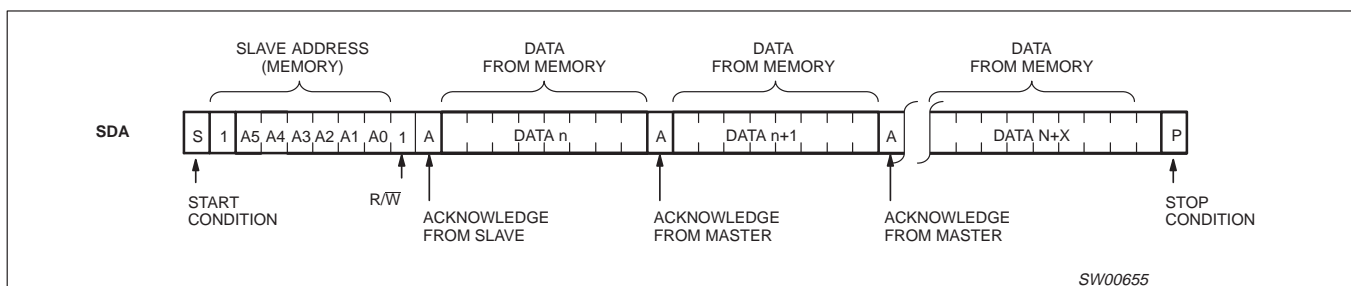 SLAVE ADDRESS
(MEMORY)
DATA
FROM MEMORY
DATA
FROM MEMORY
DATA
FROM MEMORY
SDA
S 1 A5 A4 A3 A2 A1 A0 1 A DATA n A DATA n+1 A DATA N+X P
START
CONDITION
R/W̅
ACKNOWLEDGE
FROM SLAVE
ACKNOWLEDGE
FROM MASTER
ACKNOWLEDGE
FROM MASTER
STOP
CONDITION
SW00655